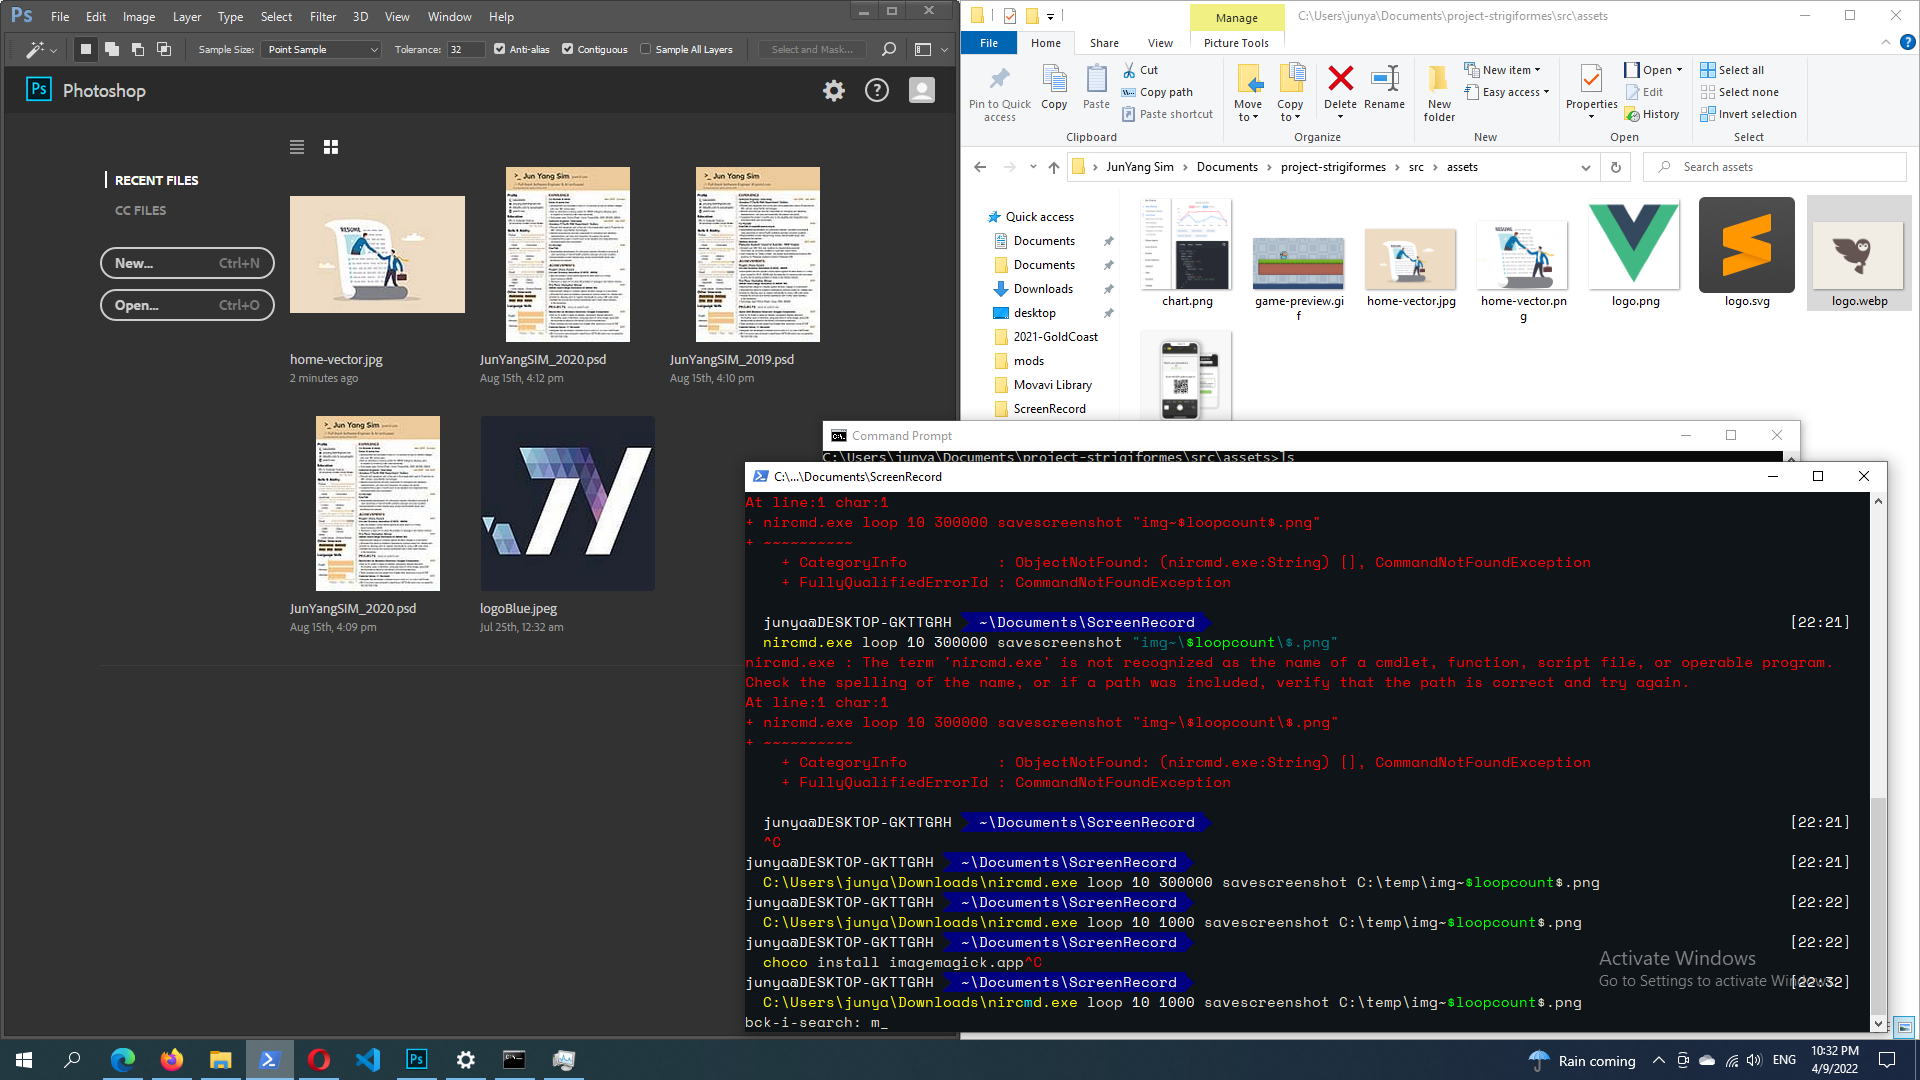 Ps File Edit Image Layer Type Select Filter 3D View Window Help
Sample Size: Point Sample Tolerance: 32 Anti-alias Contiguous Sample All Layers Select and Mask...
Ps Photoshop
RECENT FILES
CC FILES
New... Ctrl+N
Open... Ctrl+O
home-vector.jpg
2 minutes ago
JunYangSIM_2020.psd
Aug 15th, 4:12 pm
JunYangSIM_2019.psd
Aug 15th, 4:10 pm
JunYangSIM_2020.psd
Aug 15th, 4:09 pm
logoBlue.jpeg
Jul 25th, 12:32 am
Manage
C:\Users\junya\Documents\project-strigiformes\src\assets
File Home Share View Picture Tools
Pin to Quick access
Copy
Paste
Cut
Copy path
Paste shortcut
Clipboard
Move to
Copy to
Delete
Rename
Organize
New folder
New item
Easy access
New
Properties
Open
Edit
History
Open
Select all
Select none
Invert selection
Select
JunYang Sim Documents project-strigiformes src assets
Search assets
Quick access
Documents
Documents
Downloads
desktop
2021-GoldCoast
mods
Movavi Library
ScreenRecord
chart.png
game-preview.gi
f
home-vector.jpg
home-vector.pn
g
logo.png
logo.svg
logo.webp
Command Prompt
C:\Users\junya\Documents\project-strigiformes\src\assets>ls
C:\...\Documents\ScreenRecord
At line:1 char:1
+ nircmd.exe loop 10 300000 savescreenshot "img~$loopcount$.png"
+ ~~~~~~~~~~
+ CategoryInfo : ObjectNotFound: (nircmd.exe:String) [], CommandNotFoundException
+ FullyQualifiedErrorId : CommandNotFoundException
junya@DESKTOP-GKTTGRH ~\Documents\ScreenRecord [22:21]
nircmd.exe loop 10 300000 savescreenshot "img~\$loopcount\$.png"
nircmd.exe : The term 'nircmd.exe' is not recognized as the name of a cmdlet, function, script file, or operable program.
Check the spelling of the name, or if a path was included, verify that the path is correct and try again.
At line:1 char:1
+ nircmd.exe loop 10 300000 savescreenshot "img~\$loopcount\$.png"
+ ~~~~~~~~~~
+ CategoryInfo : ObjectNotFound: (nircmd.exe:String) [], CommandNotFoundException
+ FullyQualifiedErrorId : CommandNotFoundException
junya@DESKTOP-GKTTGRH ~\Documents\ScreenRecord [22:21]
^C
junya@DESKTOP-GKTTGRH ~\Documents\ScreenRecord [22:21]
C:\Users\junya\Downloads\nircmd.exe loop 10 300000 savescreenshot C:\temp\img~$loopcount$.png
junya@DESKTOP-GKTTGRH ~\Documents\ScreenRecord [22:22]
C:\Users\junya\Downloads\nircmd.exe loop 10 1000 savescreenshot C:\temp\img~$loopcount$.png
junya@DESKTOP-GKTTGRH ~\Documents\ScreenRecord [22:22]
choco install imagemagick.app^C
junya@DESKTOP-GKTTGRH ~\Documents\ScreenRecord [22:32]
C:\Users\junya\Downloads\nircmd.exe loop 10 1000 savescreenshot C:\temp\img~$loopcount$.png
bck-i-search: m_
Activate Windows
Go to Settings to activate Windows.
Rain coming ENG 10:32 PM
4/9/2022